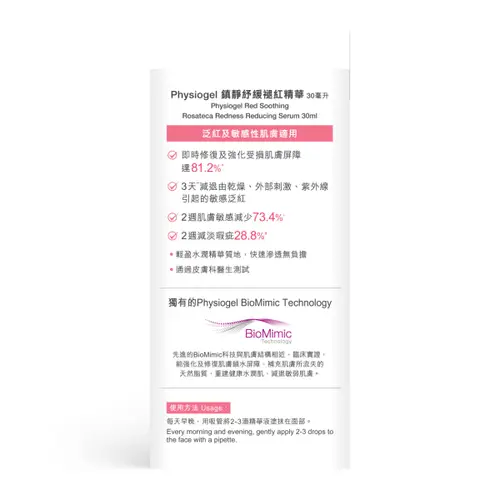 Physiogel 鎮靜紓緩褪紅精華 30毫升
Physiogel Red Soothing
Rosateca Redness Reducing Serum 30ml
泛紅及敏感性肌膚適用
即時修復及強化受損肌膚屏障
達81.2%
3天減退由乾燥、外部刺激、紫外線
引起的敏感泛紅
2週肌膚敏感減少73.4%
2週減淡瑕疵28.8%
• 輕盈水潤精華質地，快速滲透無負擔
• 通過皮膚科醫生測試
獨有的Physiogel BioMimic Technology
BioMimic
Technology
先進的BioMimic科技與肌膚結構相近、臨床實證，
能強化及修復肌膚鎖水屏障、補充肌膚所流失的
天然脂質，重建健康水潤肌、減退敏弱肌膚。
使用方法 Usage:
每天早晚，用吸管將2-3滴精華液塗抹在面部。
Every morning and evening, gently apply 2-3 drops to
the face with a pipette.